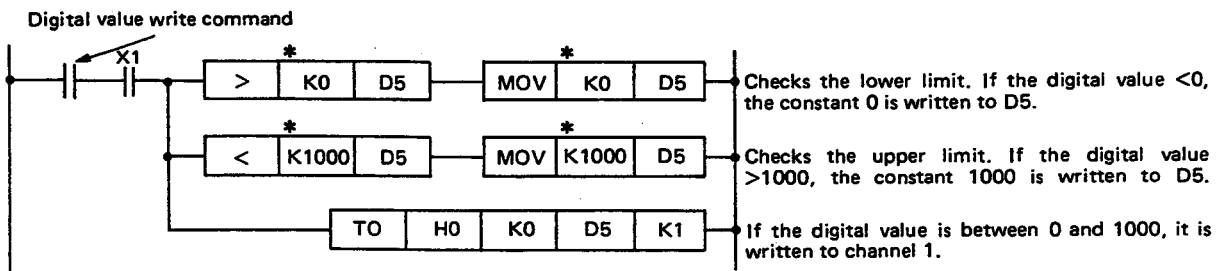 Digital value write command
X1
*
*
> K0 D5 MOV K0 D5
Checks the lower limit. If the digital value <0,
the constant 0 is written to D5.
*
*
< K1000 D5 MOV K1000 D5
Checks the upper limit. If the digital value
>1000, the constant 1000 is written to D5.
TO H0 K0 D5 K1
If the digital value is between 0 and 1000, it is
written to channel 1.